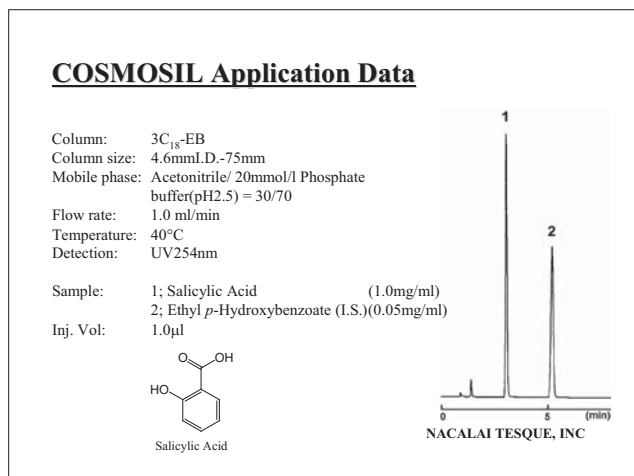 COSMOSIL Application Data
Column: 3C18-EB
Column size: 4.6mmI.D.-75mm
Mobile phase: Acetonitrile/ 20mmol/l Phosphate
buffer(pH2.5) = 30/70
Flow rate: 1.0 ml/min
Temperature: 40°C
Detection: UV254nm
Sample: 1; Salicylic Acid (1.0mg/ml)
2; Ethyl p-Hydroxybenzoate (I.S.)(0.05mg/ml)
Inj. Vol: 1.0µl
O
OH
HO
Salicylic Acid
1
2
0 5 (min)
NACALAI TESQUE, INC